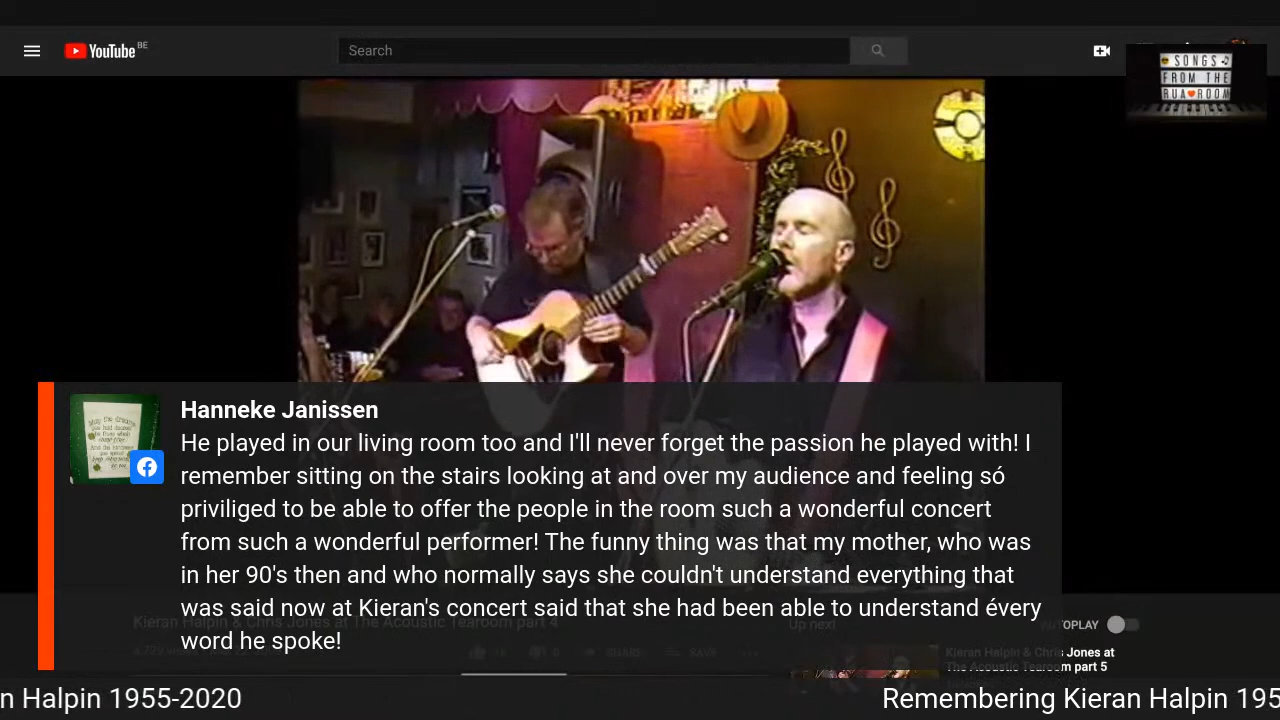 YouTube BE
Search
SONGS
FROM THE
RUA ROOM
Hanneke Janissen
He played in our living room too and I'll never forget the passion he played with! I
remember sitting on the stairs looking at and over my audience and feeling só
priviliged to be able to offer the people in the room such a wonderful concert
from such a wonderful performer! The funny thing was that my mother, who was
in her 90's then and who normally says she couldn't understand everything that
was said now at Kieran's concert said that she had been able to understand évery
word he spoke!
Kieran Halpin & Chris Jones at The Acoustic Tearoom part 4
Up next
AUTOPLAY
SHARE
SAVE
Kieran Halpin & Chris Jones at
The Acoustic Tearoom part 5
n Halpin 1955-2020
Remembering Kieran Halpin 195